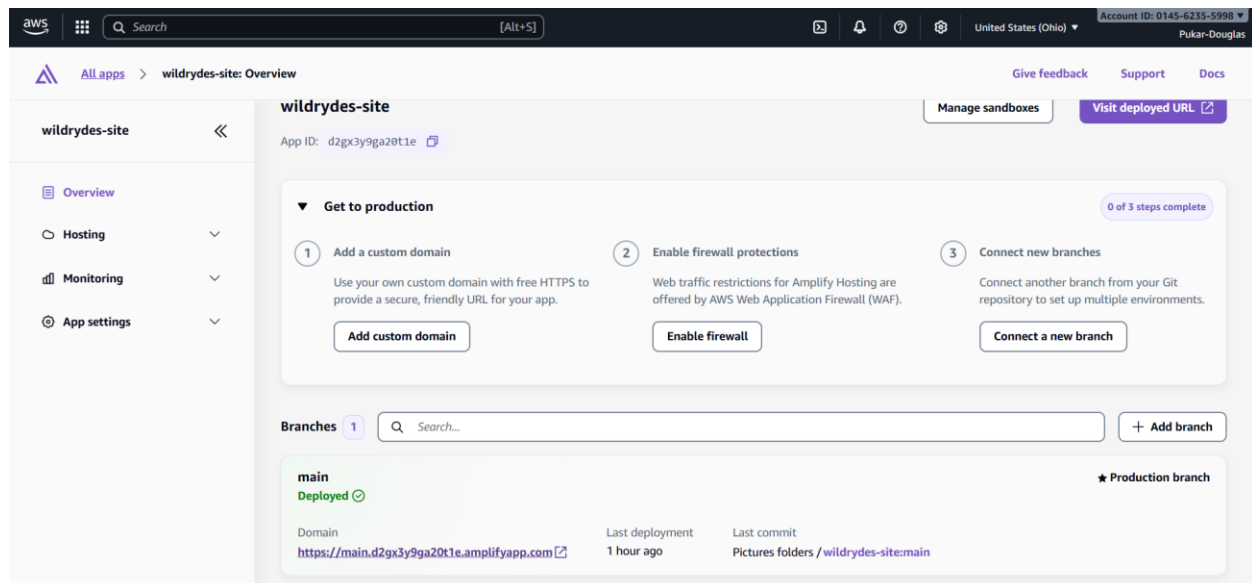 aws
Search [Alt+S]
United States (Ohio) ▼
Account ID: 0145-6235-5998 ▼
Pukar-Douglas
All apps > wildrydes-site: Overview
Give feedback Support Docs
wildrydes-site
wildrydes-site
Manage sandboxes
Visit deployed URL
App ID: d2gx3y9ga20t1e
Overview
Hosting
Monitoring
App settings
▼ Get to production
0 of 3 steps complete
1 Add a custom domain
Use your own custom domain with free HTTPS to
provide a secure, friendly URL for your app.
Add custom domain
2 Enable firewall protections
Web traffic restrictions for Amplify Hosting are
offered by AWS Web Application Firewall (WAF).
Enable firewall
3 Connect new branches
Connect another branch from your Git
repository to set up multiple environments.
Connect a new branch
Branches 1
Search...
+ Add branch
main
Deployed
★ Production branch
Domain
https://main.d2gx3y9ga20t1e.amplifyapp.com
Last deployment
1 hour ago
Last commit
Pictures folders / wildrydes-site:main